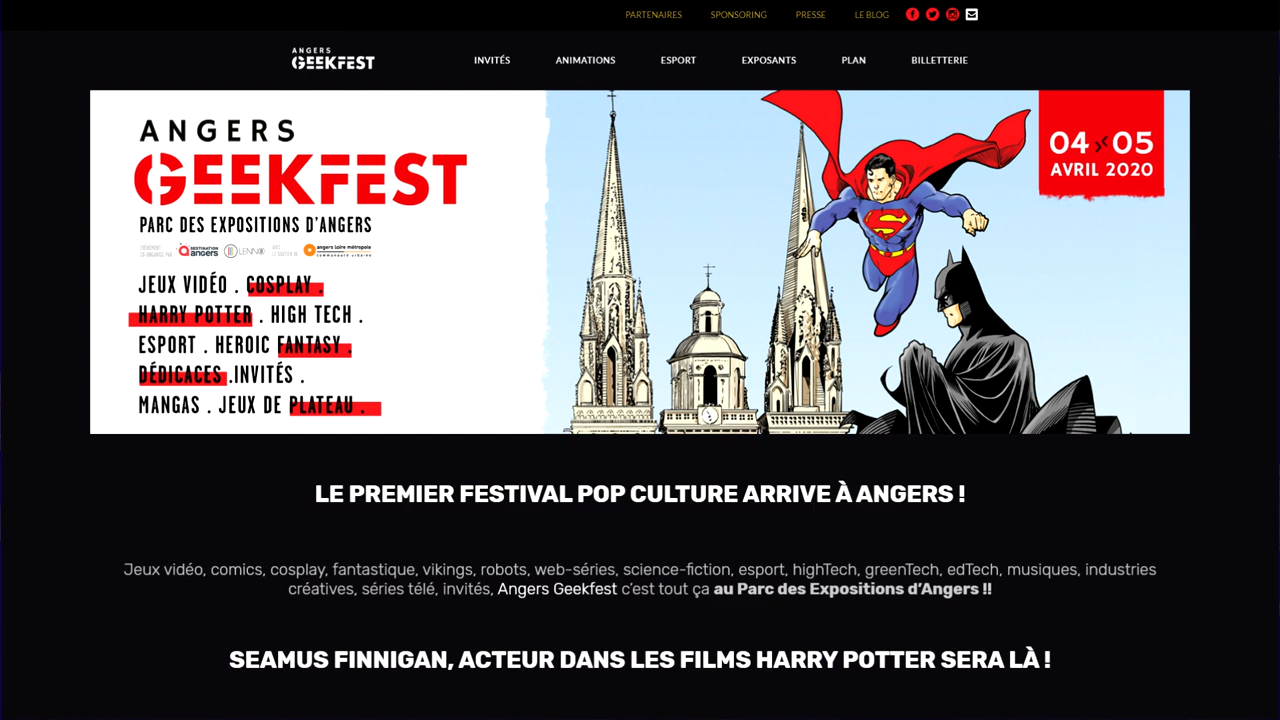 PARTENAIRES SPONSORING PRESSE LE BLOG
ANGERS
GEEKFEST
INVITÉS ANIMATIONS ESPORT EXPOSANTS PLAN BILLETTERIE
ANGERS
GEEKFEST
PARC DES EXPOSITIONS D'ANGERS
DESTINATION
angers
LENNO
angers loire métropole
communauté urbaine
JEUX VIDÉO . COSPLAY .
HARRY POTTER . HIGH TECH .
ESPORT . HEROIC FANTASY .
DÉDICACES .INVITÉS .
MANGAS . JEUX DE PLATEAU .
04 >< 05
AVRIL 2020
LE PREMIER FESTIVAL POP CULTURE ARRIVE À ANGERS !
Jeux vidéo, comics, cosplay, fantastique, vikings, robots, web-séries, science-fiction, esport, highTech, greenTech, edTech, musiques, industries
créatives, séries télé, invités, Angers Geekfest c’est tout ça au Parc des Expositions d’Angers !!
SEAMUS FINNIGAN, ACTEUR DANS LES FILMS HARRY POTTER SERA LÀ !